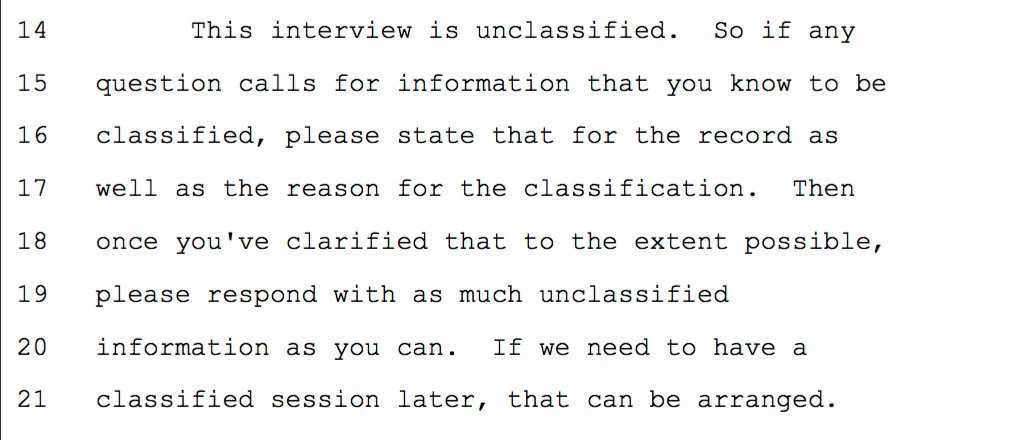 14 This interview is unclassified. So if any
15 question calls for information that you know to be
16 classified, please state that for the record as
17 well as the reason for the classification. Then
18 once you've clarified that to the extent possible,
19 please respond with as much unclassified
20 information as you can. If we need to have a
21 classified session later, that can be arranged.